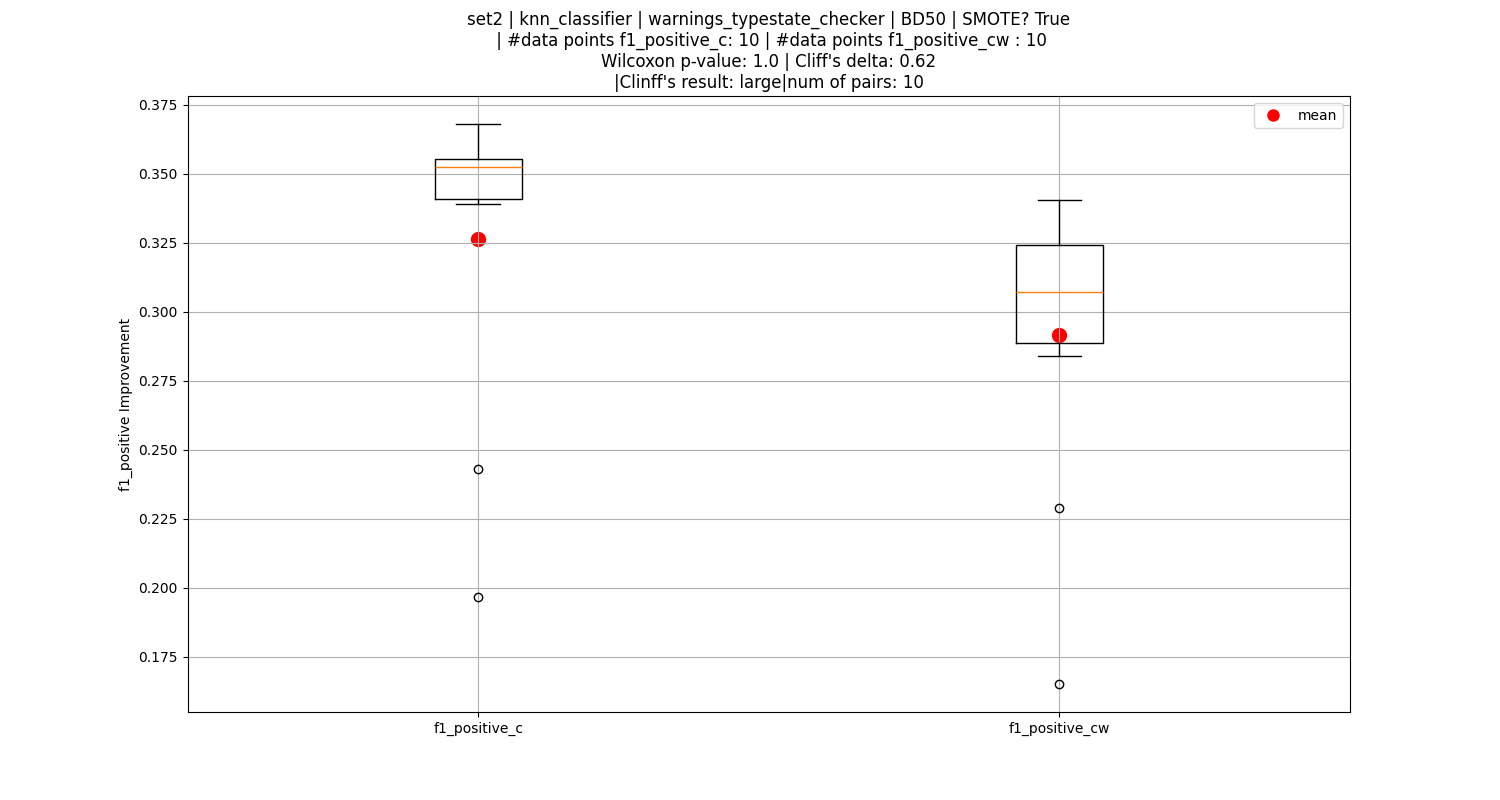 set2 | knn_classifier | warnings_typestate_checker | BD50 | SMOTE? True
| #data points f1_positive_c: 10 | #data points f1_positive_cw : 10
Wilcoxon p-value: 1.0 | Cliff's delta: 0.62
|Clinff's result: large|num of pairs: 10
mean
0.375
0.350
0.325
0.300
0.275
0.250
0.225
0.200
0.175
f1_positive Improvement
f1_positive_c
f1_positive_cw